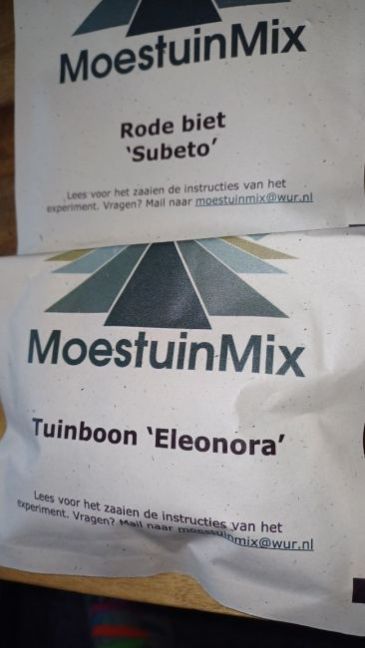 MoestuinMix
Rode biet
‘Subeto’
Lees voor het zaaien de instructies van het
experiment. Vragen? Mail naar moestuinmix@wur.nl
MoestuinMix
Tuinboon ‘Eleonora’
Lees voor het zaaien de instructies van het
experiment. Vragen? Mail naar moestuinmix@wur.nl